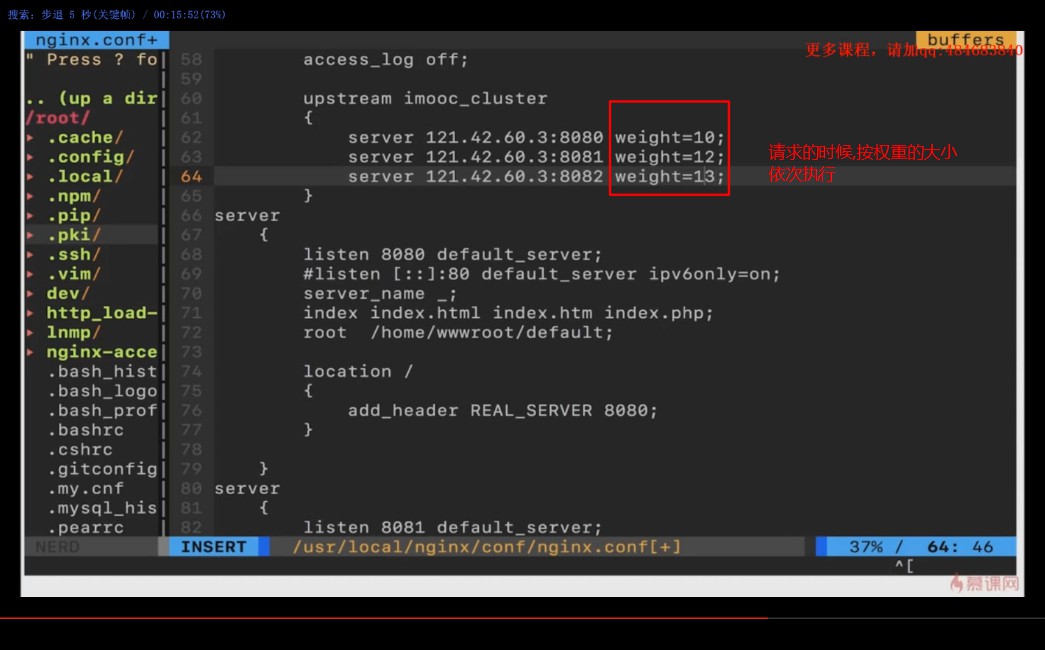 搜索: 步退 5 秒(关键帧) / 00:15:52(73%)
nginx.conf+
buffers
更多课程，请加qq:484683840
" Press ? fo
.. (up a dir
/root/
▸ .cache/
▸ .config/
▸ .local/
▸ .npm/
▸ .pip/
▸ .pki/
▸ .ssh/
▸ .vim/
▸ dev/
▸ http_load-
▸ lnmp/
▸ nginx-acce
.bash_hist
.bash_logo
.bash_prof
.bashrc
.cshrc
.gitconfig
.my.cnf
.mysql_his
.pearrc
58 access_log off;
59
60 upstream imooc_cluster
61 {
62 server 121.42.60.3:8080 weight=10;
63 server 121.42.60.3:8081 weight=12;
64 server 121.42.60.3:8082 weight=13;
65 }
66 server
67 {
68 listen 8080 default_server;
69 #listen [::]:80 default_server ipv6only=on;
70 server_name _;
71 index index.html index.htm index.php;
72 root /home/wwwroot/default;
73
74 location /
75 {
76 add_header REAL_SERVER 8080;
77 }
78
79 }
80 server
81 {
82 listen 8081 default_server;
请求的时候,按权重的大小
依次执行
NERD
INSERT /usr/local/nginx/conf/nginx.conf[+] 37% / 64: 46
^[
慕课网